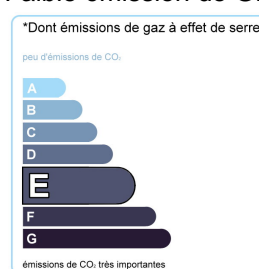 *Dont émissions de gaz à effet de serre
peu d'émissions de CO₂
A
B
C
D
E
F
G
émissions de CO₂ très importantes